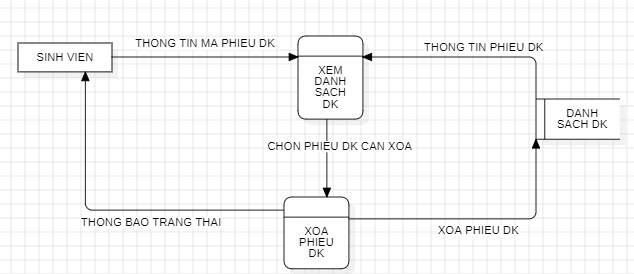 THONG TIN MA PHIEU DK
THONG TIN PHIEU DK
SINH VIEN
XEM
DANH
SACH
DK
DANH
SACH DK
CHON PHIEU DK CAN XOA
THONG BAO TRANG THAI
XOA
PHIEU
DK
XOA PHIEU DK